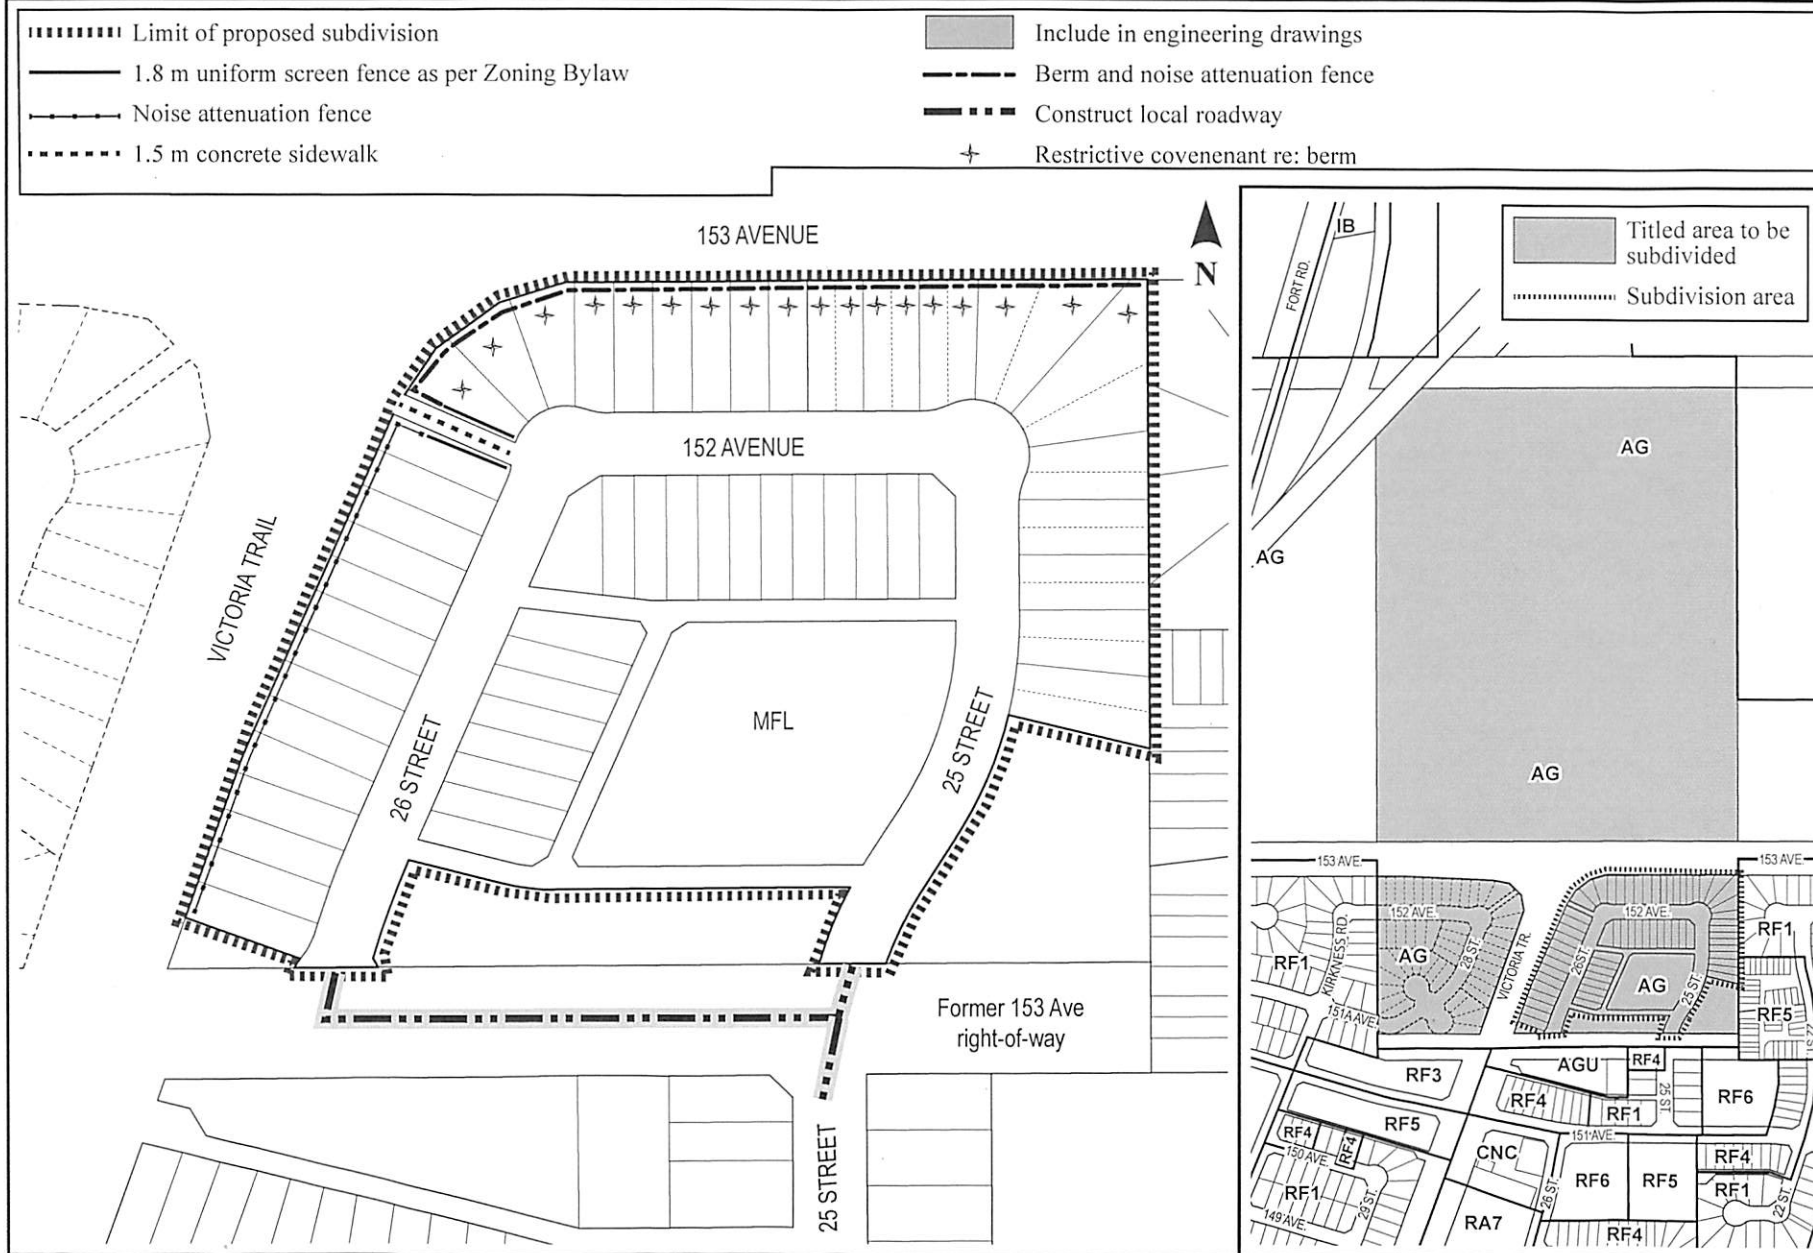 Limit of proposed subdivision
1.8 m uniform screen fence as per Zoning Bylaw
Noise attenuation fence
1.5 m concrete sidewalk
Include in engineering drawings
Berm and noise attenuation fence
Construct local roadway
Restrictive covenenant re: berm
153 AVENUE
N
152 AVENUE
VICTORIA TRAIL
26 STREET
MFL
25 STREET
Former 153 Ave
right-of-way
25 STREET
Titled area to be
subdivided
Subdivision area
IB
FORT RD.
AG
AG
AG
153 AVE.
153 AVE.
152 AVE.
152 AVE.
KIRKNESS RD.
RF1
AG
28 ST.
VICTORIA TR.
26 ST.
AG
25 ST.
RF1
RF5
22 ST.
151A AVE.
RF3
AGU
RF4
25 ST.
RF6
RF4
RF1
RF5
151 AVE.
RF4
RF4
150 AVE.
CNC
RF4
RF1
29 ST.
26 ST.
RF6
RF5
RF1
22 ST.
149 AVE.
RA7
RF4